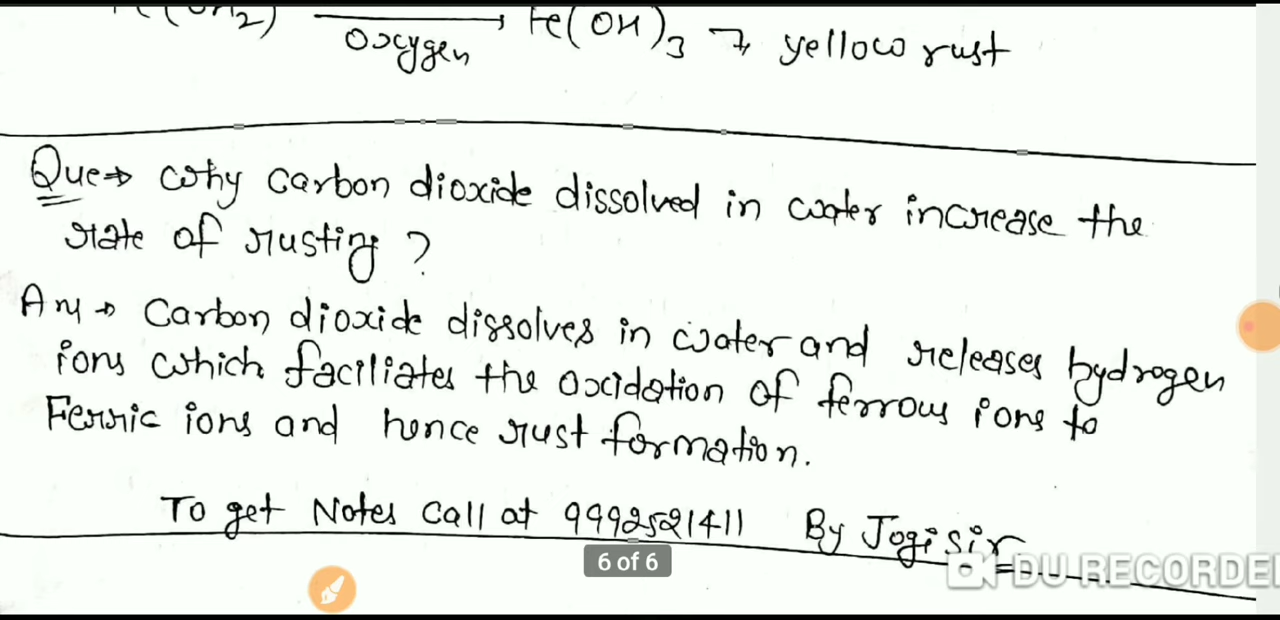 Fe(OH2) Oxygen Fe(OH)3 → yellow rust
Que→ Why carbon dioxide dissolved in water increase the
rate of rusting ?
Ans→ Carbon dioxide dissolves in water and releases hydrogen
ions which faciliates the oxidation of ferrous ions to
Ferric ions and hence rust formation.
To get Notes Call at 9992521411 By Jogi sir
6 of 6
DU RECORDE